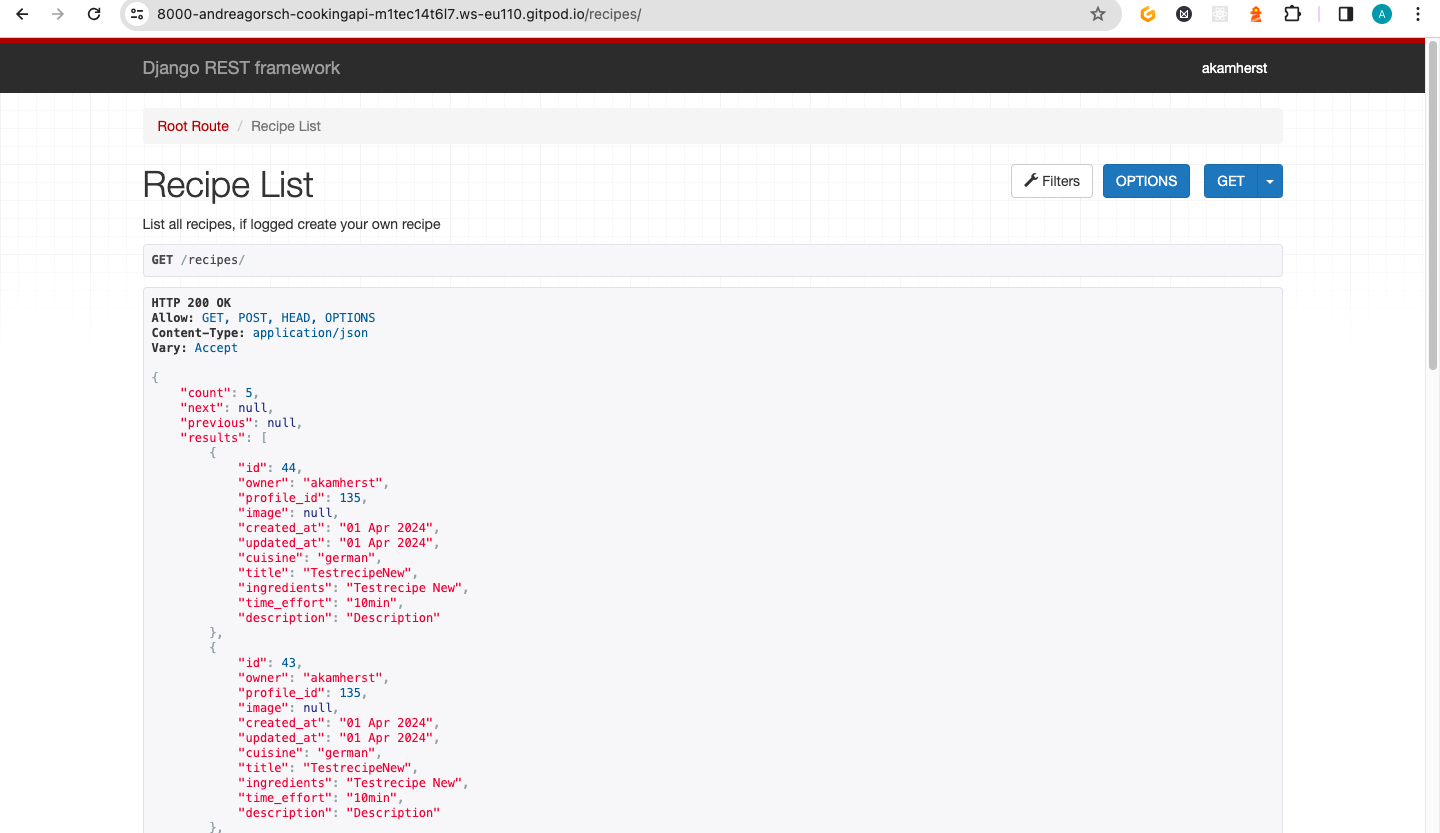 8000-andreagorsch-cookingapi-m1tec14t6l7.ws-eu110.gitpod.io/recipes/
A
Django REST framework
akamherst
Root Route / Recipe List
Recipe List
Filters
OPTIONS
GET
List all recipes, if logged create your own recipe
GET /recipes/
HTTP 200 OK
Allow: GET, POST, HEAD, OPTIONS
Content-Type: application/json
Vary: Accept
{
    "count": 5,
    "next": null,
    "previous": null,
    "results": [
        {
            "id": 44,
            "owner": "akamherst",
            "profile_id": 135,
            "image": null,
            "created_at": "01 Apr 2024",
            "updated_at": "01 Apr 2024",
            "cuisine": "german",
            "title": "TestrecipeNew",
            "ingredients": "Testrecipe New",
            "time_effort": "10min",
            "description": "Description"
        },
        {
            "id": 43,
            "owner": "akamherst",
            "profile_id": 135,
            "image": null,
            "created_at": "01 Apr 2024",
            "updated_at": "01 Apr 2024",
            "cuisine": "german",
            "title": "TestrecipeNew",
            "ingredients": "Testrecipe New",
            "time_effort": "10min",
            "description": "Description"
        },